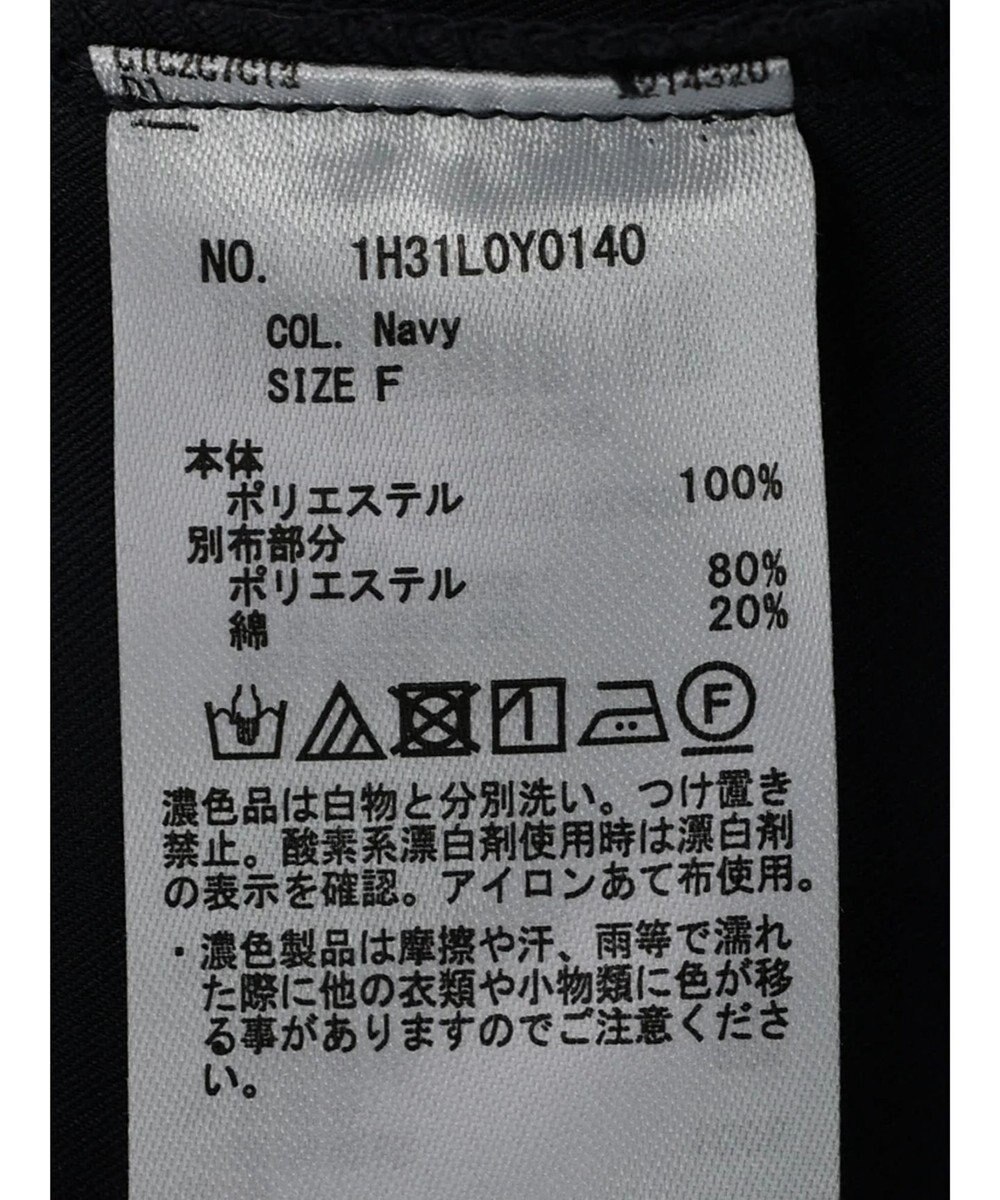 NO. 1H31L0Y0140
COL. Navy
SIZE F
本体
ポリエステル 100%
別布部分
ポリエステル 80%
綿 20%
F
濃色品は白物と分別洗い。つけ置き
禁止。酸素系漂白剤使用時は漂白剤
の表示を確認。アイロンあて布使用。
・濃色製品は摩擦や汗、雨等で濡れ
た際に他の衣類や小物類に色が移
る事がありますのでご注意くださ
い。